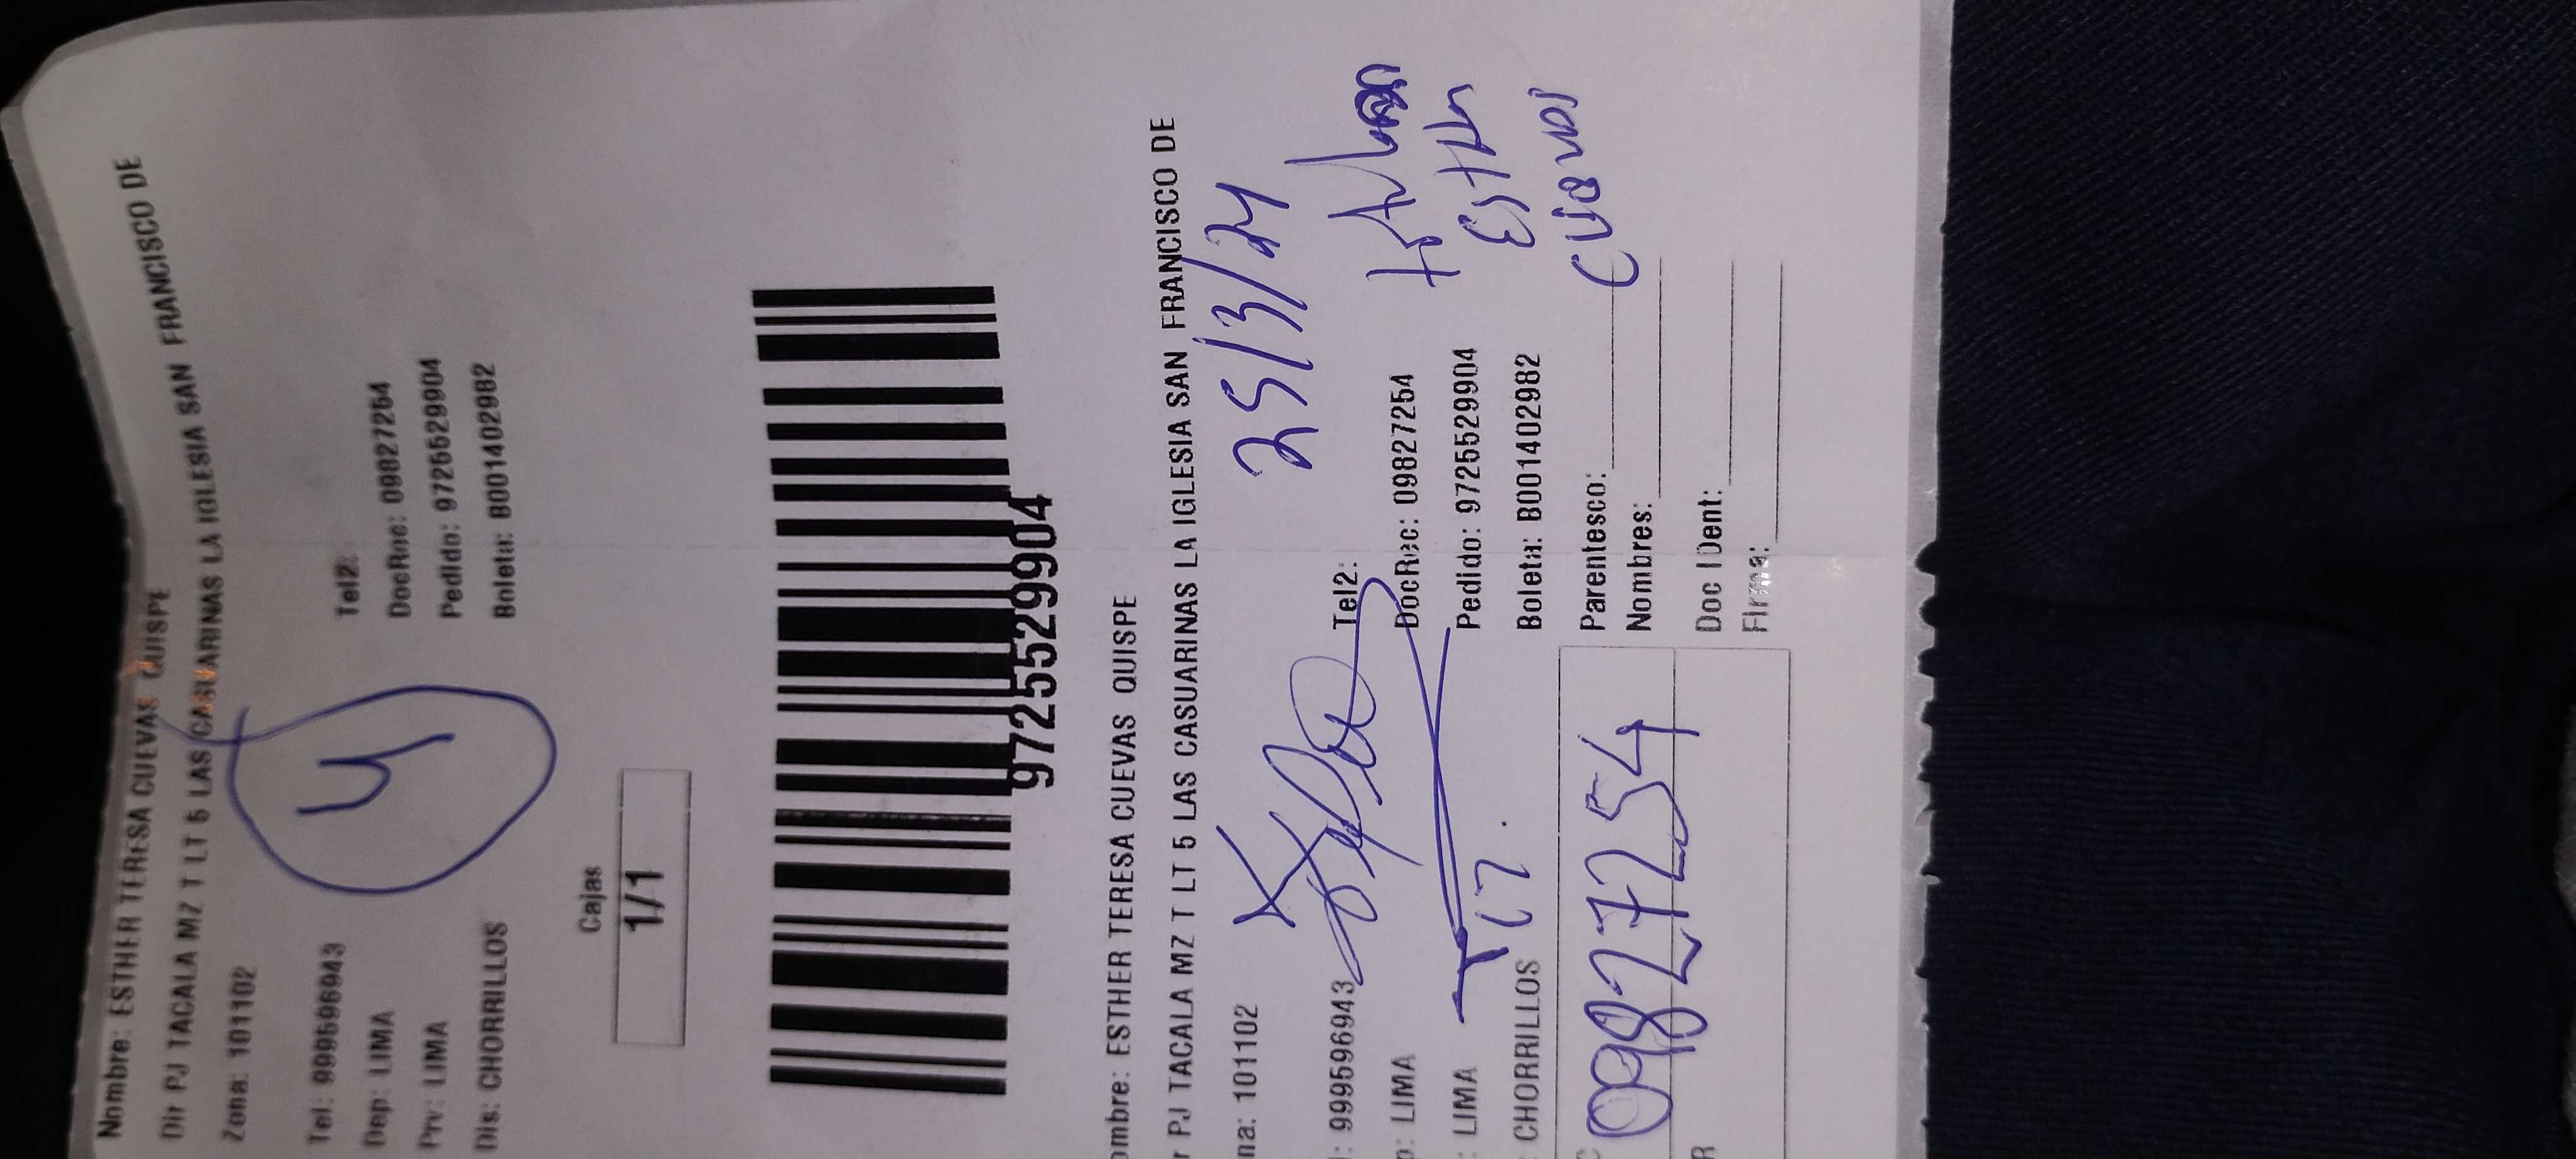 Nombre: ESTHER TERESA CUEVAS QUISPE
Dir PJ TACALA MZ T LT 5 LAS CASUARINAS LA IGLESIA SAN FRANCISCO DE
Zona: 101102
Tel: 999596943
Tel2:
Dep: LIMA
DocRec: 09827254
Prv: LIMA
Pedido: 9725529904
Dis: CHORRILLOS
Boleta: B001402982
4
Cajas
1/1
9725529904
ombre: ESTHER TERESA CUEVAS QUISPE
r PJ TACALA MZ T LT 5 LAS CASUARINAS LA IGLESIA SAN FRANCISCO DE
na: 101102
25/3/24
: 999596943
Tel2:
p: LIMA
DocRec: 09827254
: LIMA
Pedido: 9725529904
Esther
CHORRILLOS
Boleta: B001402982
Cuevas
09827254
Parentesco:
Nombres:
R
Doc IDent:
Firma: